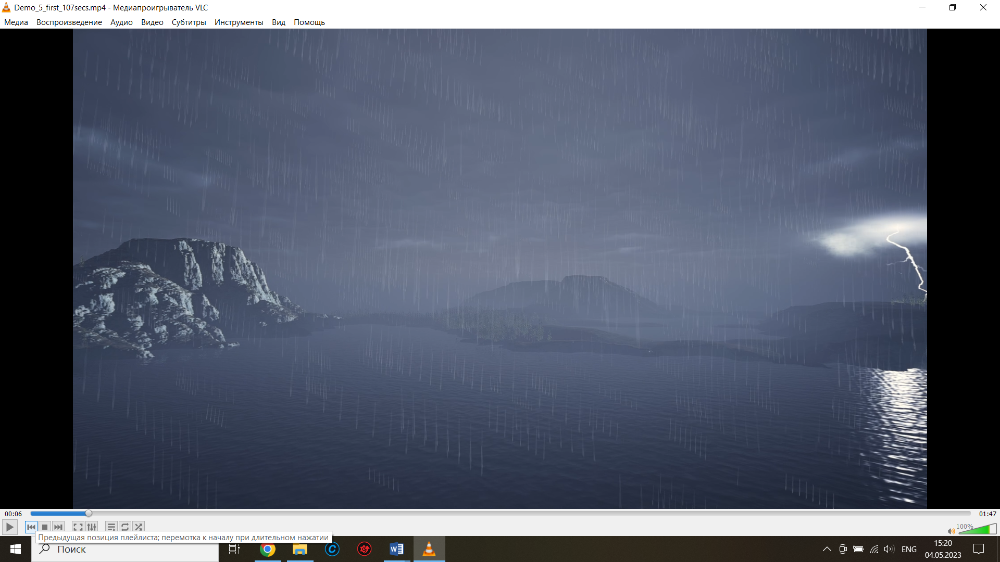 Demo_5_first_107secs.mp4 - Медиапроигрыватель VLC
Медиа Воспроизведение Аудио Видео Субтитры Инструменты Вид Помощь
00:06 01:47
100%
Предыдущая позиция плейлиста; перемотка к началу при длительном нажатии
Поиск
ENG
15:20
04.05.2023